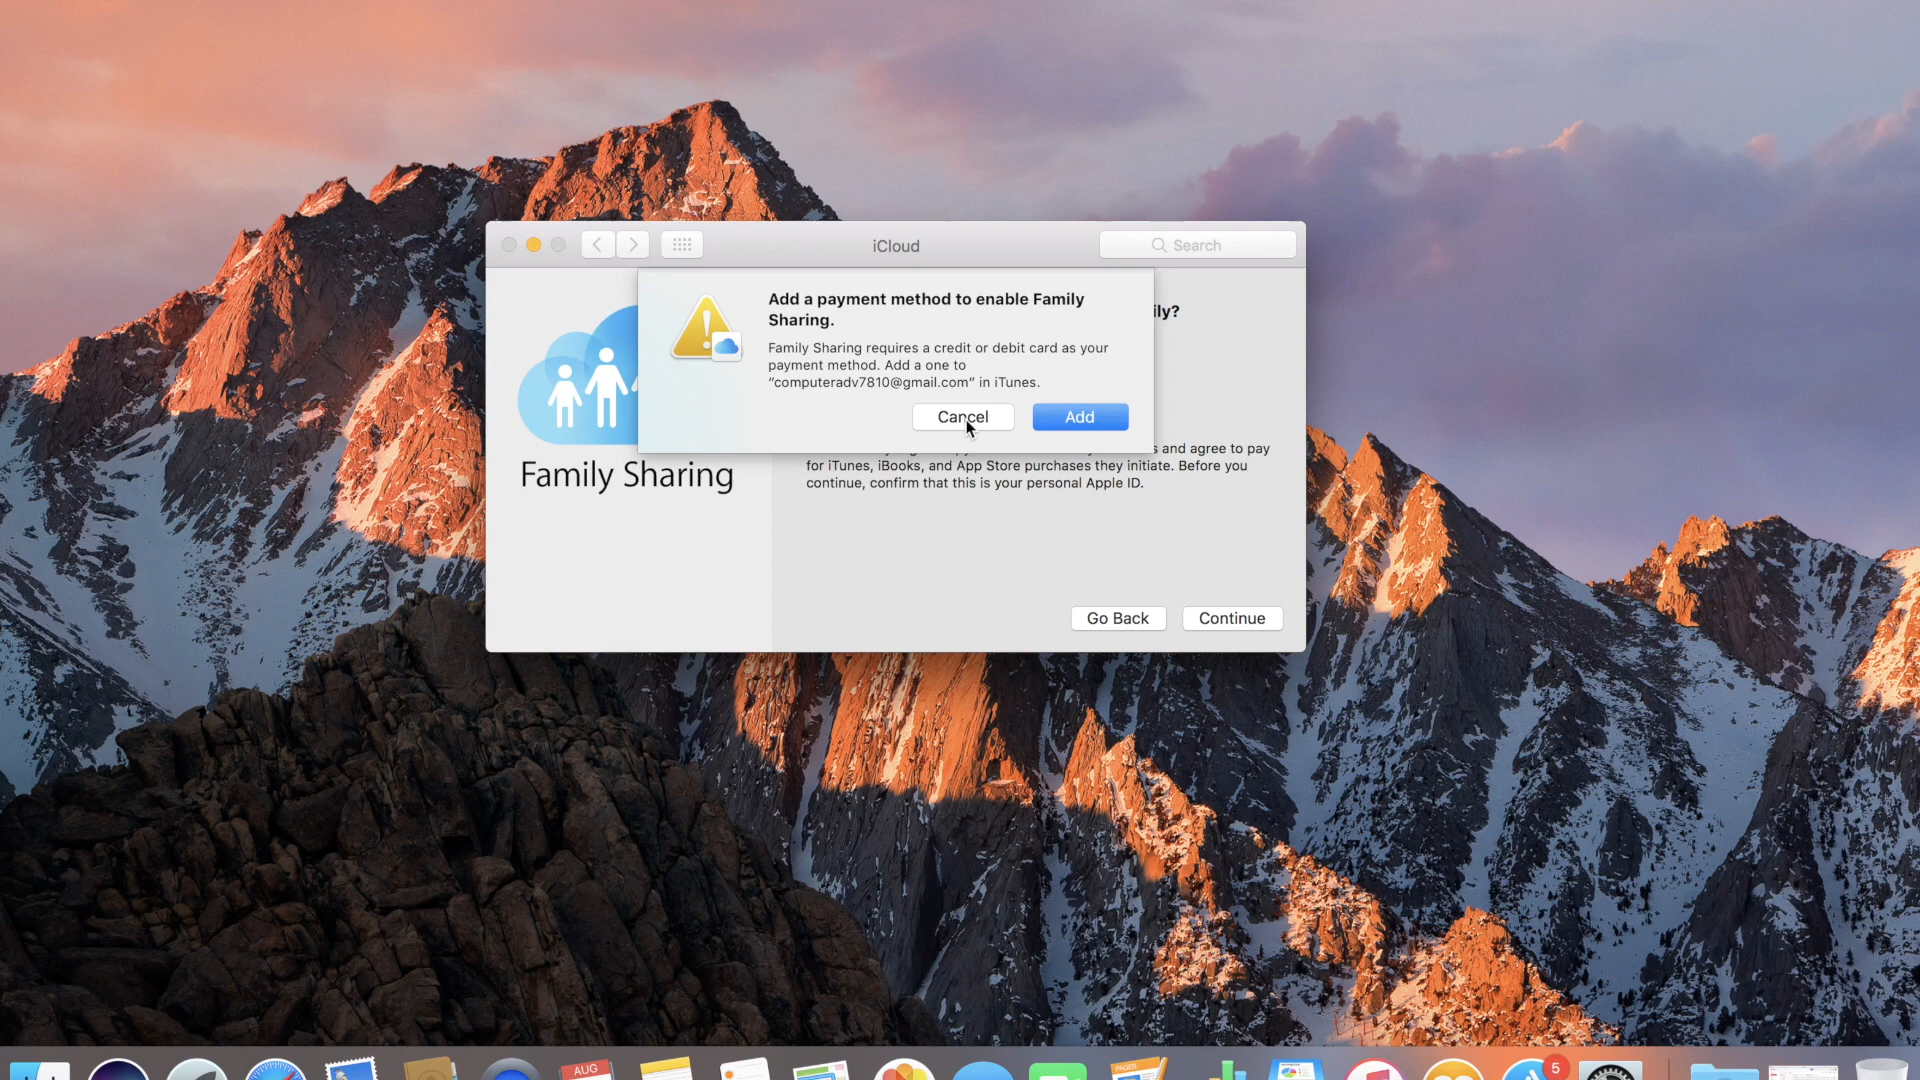 iCloud
Search
Add a payment method to enable Family
Sharing.
Family Sharing requires a credit or debit card as your
payment method. Add a one to
“computeradv7810@gmail.com” in iTunes.
Cancel
Add
ily?
s and agree to pay
for iTunes, iBooks, and App Store purchases they initiate. Before you
continue, confirm that this is your personal Apple ID.
Family Sharing
Go Back
Continue
AUG
PAGES
5